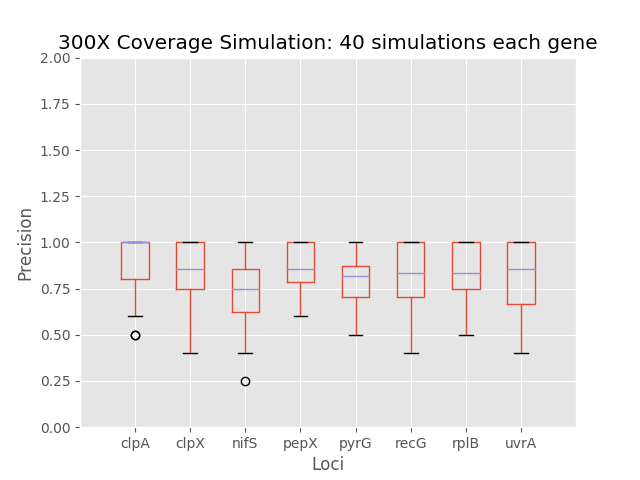 300X Coverage Simulation: 40 simulations each gene
2.00
1.75
1.50
1.25
1.00
0.75
0.50
0.25
0.00
Precision
clpA clpX nifS pepX pyrG recG rplB uvrA
Loci